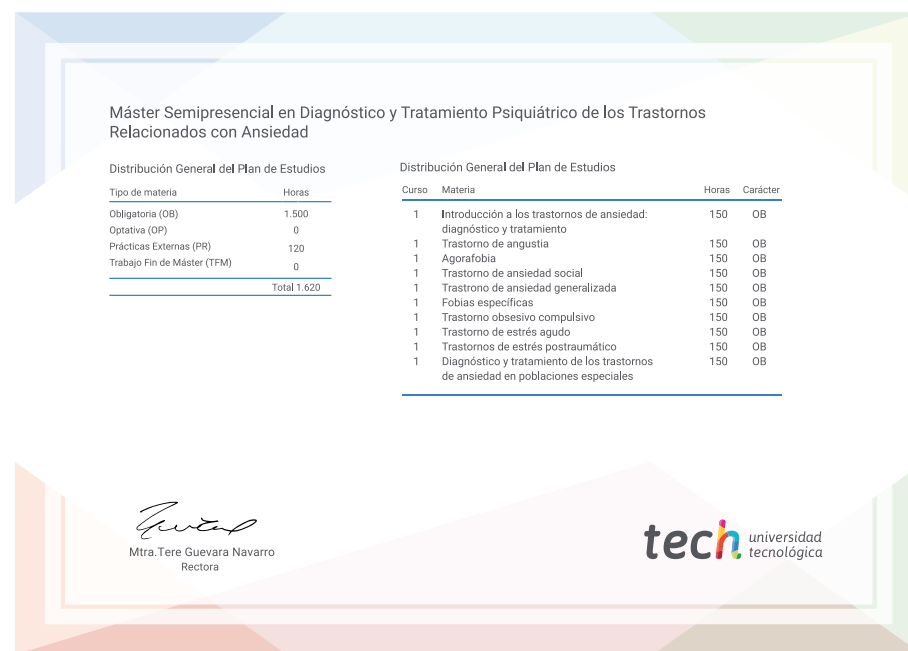 Máster Semipresencial en Diagnóstico y Tratamiento Psiquiátrico de los Trastornos
Relacionados con Ansiedad
Distribución General del Plan de Estudios
Tipo de materia Horas
Obligatoria (OB) 1.500
Optativa (OP) 0
Prácticas Externas (PR) 120
Trabajo Fin de Máster (TFM) 0
Total 1.620
Distribución General del Plan de Estudios
Curso Materia Horas Carácter
1 Introducción a los trastornos de ansiedad: 150 OB
diagnóstico y tratamiento
1 Trastorno de angustia 150 OB
1 Agorafobia 150 OB
1 Trastorno de ansiedad social 150 OB
1 Trastrono de ansiedad generalizada 150 OB
1 Fobias específicas 150 OB
1 Trastorno obsesivo compulsivo 150 OB
1 Trastorno de estrés agudo 150 OB
1 Trastornos de estrés postraumático 150 OB
1 Diagnóstico y tratamiento de los trastornos 150 OB
de ansiedad en poblaciones especiales
Mtra.Tere Guevara Navarro
Rectora
tech universidad
tecnológica